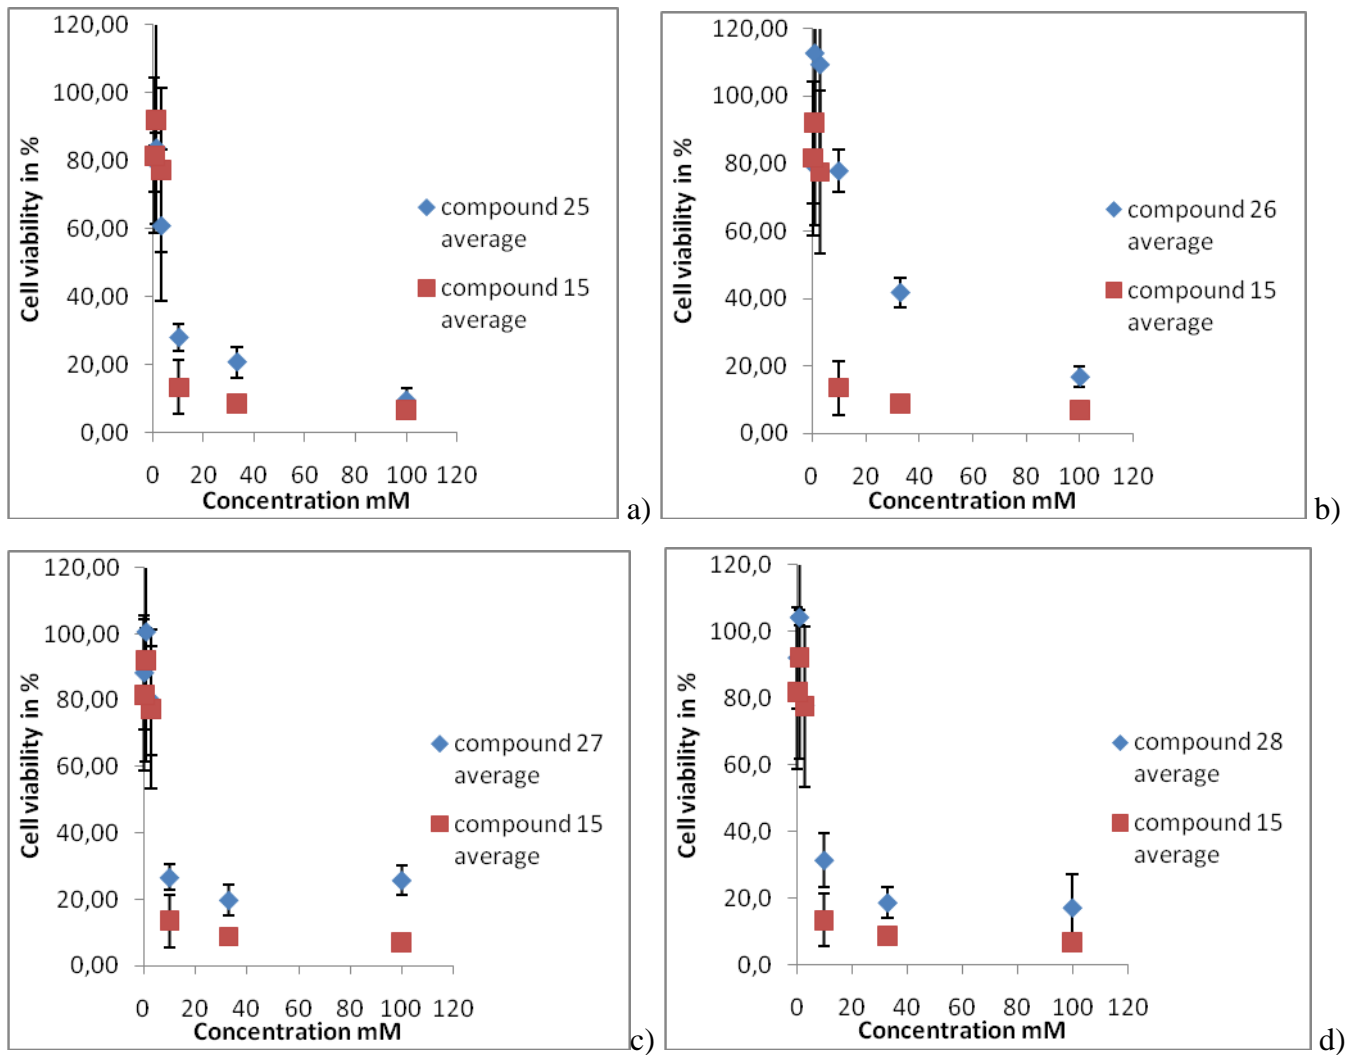 120,00
100,00
80,00
60,00
40,00
20,00
0,00
Cell viability in %
0 20 40 60 80 100 120
Concentration mM
compound 25
average
compound 15
average
a)
120,00
100,00
80,00
60,00
40,00
20,00
0,00
Cell viability in %
0 20 40 60 80 100 120
Concentration mM
compound 26
average
compound 15
average
b)
120,00
100,00
80,00
60,00
40,00
20,00
0,00
Cell viability in %
0 20 40 60 80 100 120
Concentration mM
compound 27
average
compound 15
average
c)
120,0
100,0
80,0
60,0
40,0
20,0
0,0
Cell viability in %
0 20 40 60 80 100 120
Concentration mM
compound 28
average
compound 15
average
d)